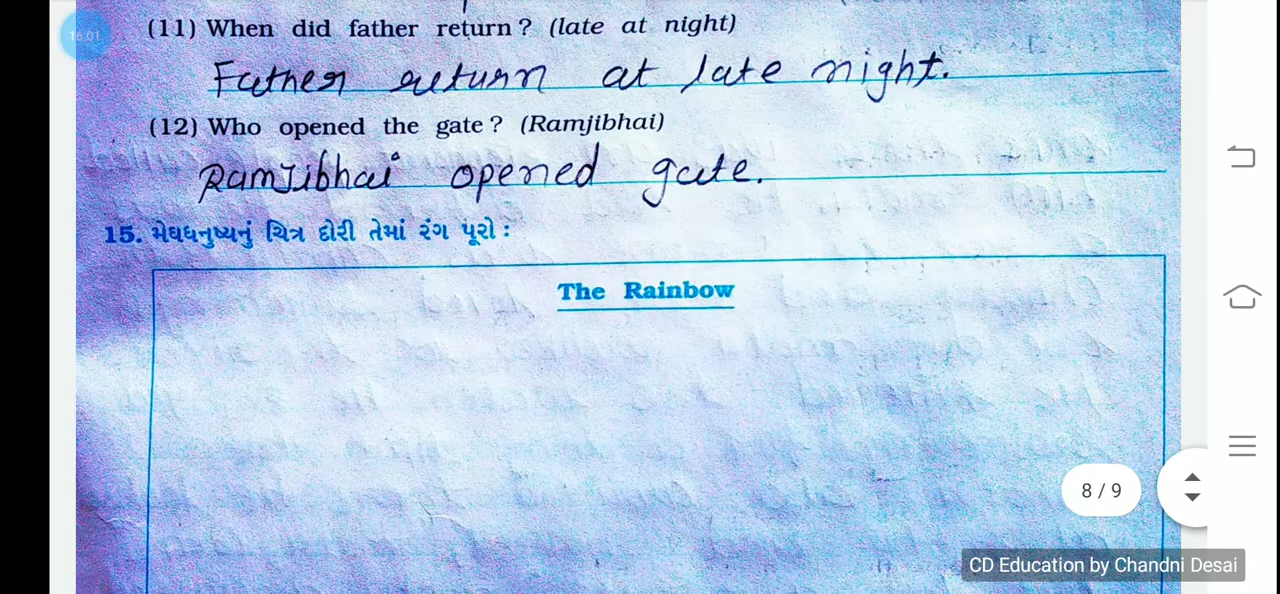 (11) When did father return? (late at night)
16:01
Father return at late night.
(12) Who opened the gate? (Ramjibhai)
RamJibhai opened gate.
15. મેઘધનુષ્યનું ચિત્ર દોરી તેમાં રંગ પૂરો :
The Rainbow
8 / 9
CD Education by Chandni Desai